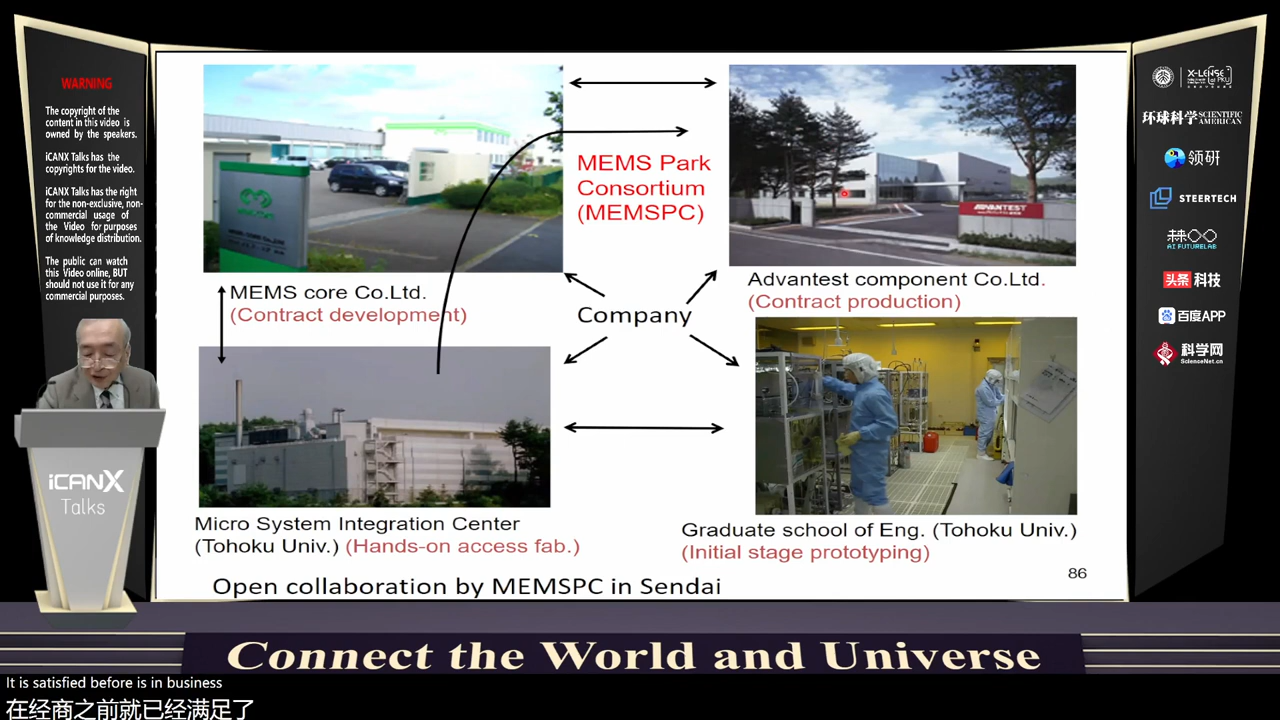 WARNING
The copyright of the
content in this video is
owned by the speakers.
iCANX Talks has the
copyrights for the video.
iCANX Talks has the right
for the non-exclusive, non-
commercial usage of
the Video for purposes
of knowledge distribution.
The public can watch
this Video online, BUT
should not use it for any
commercial purposes.
iCANX
Talks
MEMS Park
Consortium
(MEMSPC)
ADVANTEST
MEMS core Co.Ltd.
(Contract development)
Company
Advantest component Co.Ltd.
(Contract production)
Micro System Integration Center
(Tohoku Univ.) (Hands-on access fab.)
Graduate school of Eng. (Tohoku Univ.)
(Initial stage prototyping)
86
Open collaboration by MEMSPC in Sendai
X-LENSE
环球科学 SCIENTIFIC AMERICAN
领研
STEERTECH
AI FUTURELAB
头条 科技
百度APP
科学网
ScienceNet.cn
Connect the World and Universe
It is satisfied before is in business
在经商之前就已经满足了